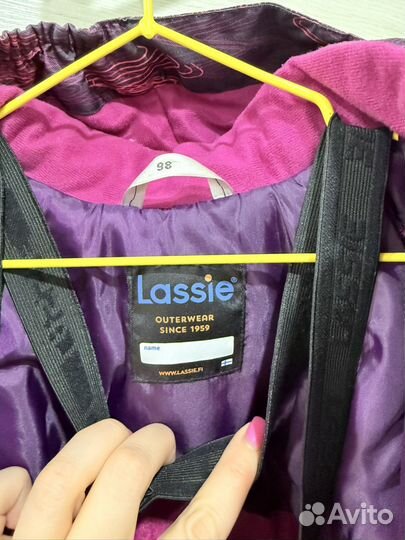 98
Lassie®
OUTERWEAR
SINCE 1959
name
WWW.LASSIE.FI
Avito